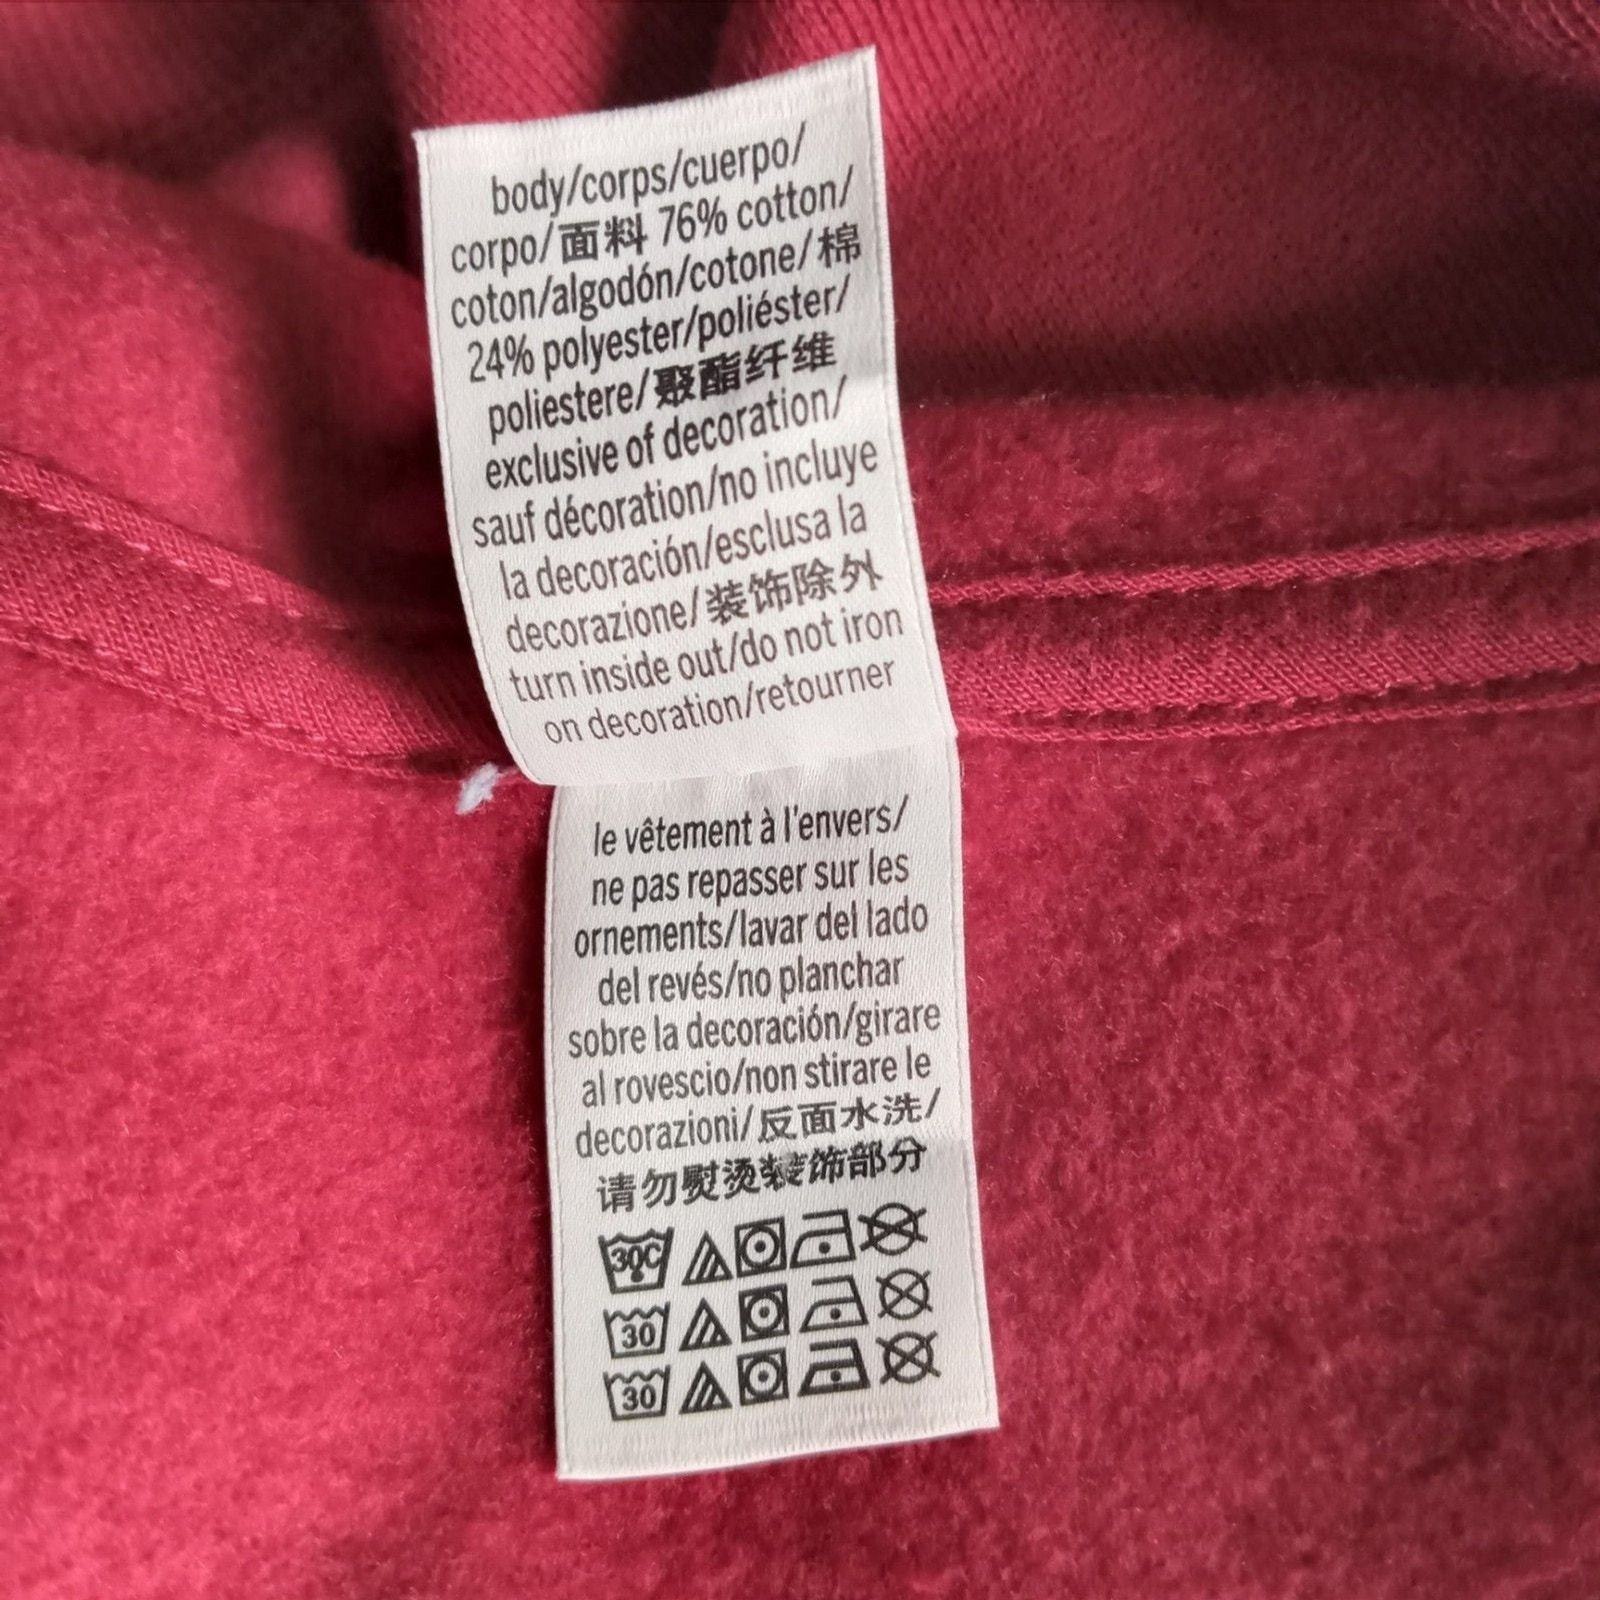 body/corps/cuerpo/
corpo/面料 76% cotton/
coton/algodón/cotone/棉
24% polyester/poliéster/
poliestere/聚酯纤维
exclusive of decoration/
sauf décoration/no incluye
la decoración/esclusa la
decorazione/装饰除外
turn inside out/do not iron
on decoration/retourner
le vêtement à l'envers/
ne pas repasser sur les
ornements/lavar del lado
del revés/no planchar
sobre la decoración/girare
al rovescio/non stirare le
decorazioni/反面水洗/
请勿熨烫装饰部分
30C
30
30